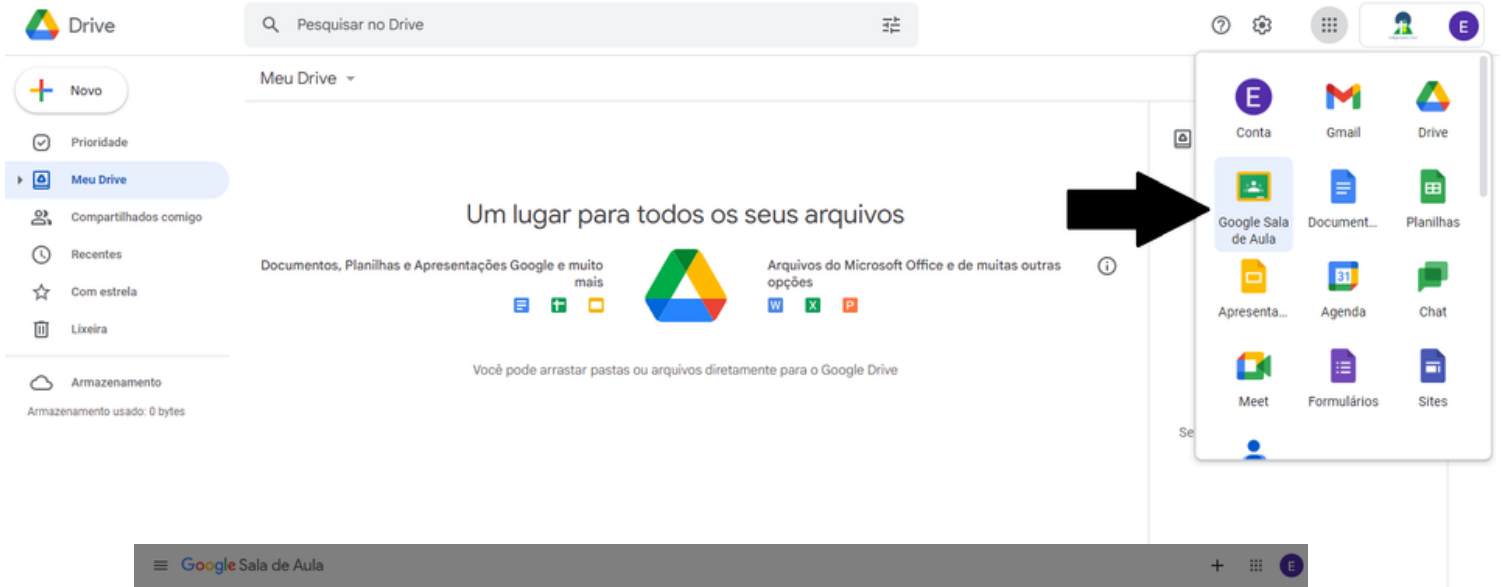 Drive
Pesquisar no Drive
E
Novo
Meu Drive
Prioridade
Meu Drive
Compartilhados comigo
Recentes
Com estrela
Lixeira
Armazenamento
Armazenamento usado: 0 bytes
Um lugar para todos os seus arquivos
Documentos, Planilhas e Apresentações Google e muito
mais
Arquivos do Microsoft Office e de muitas outras
opções
W X P
Você pode arrastar pastas ou arquivos diretamente para o Google Drive
Se
E
Conta
Gmail
Drive
Google Sala
de Aula
Document...
Planilhas
Apresenta...
31
Agenda
Chat
Meet
Formulários
Sites
Google Sala de Aula
E